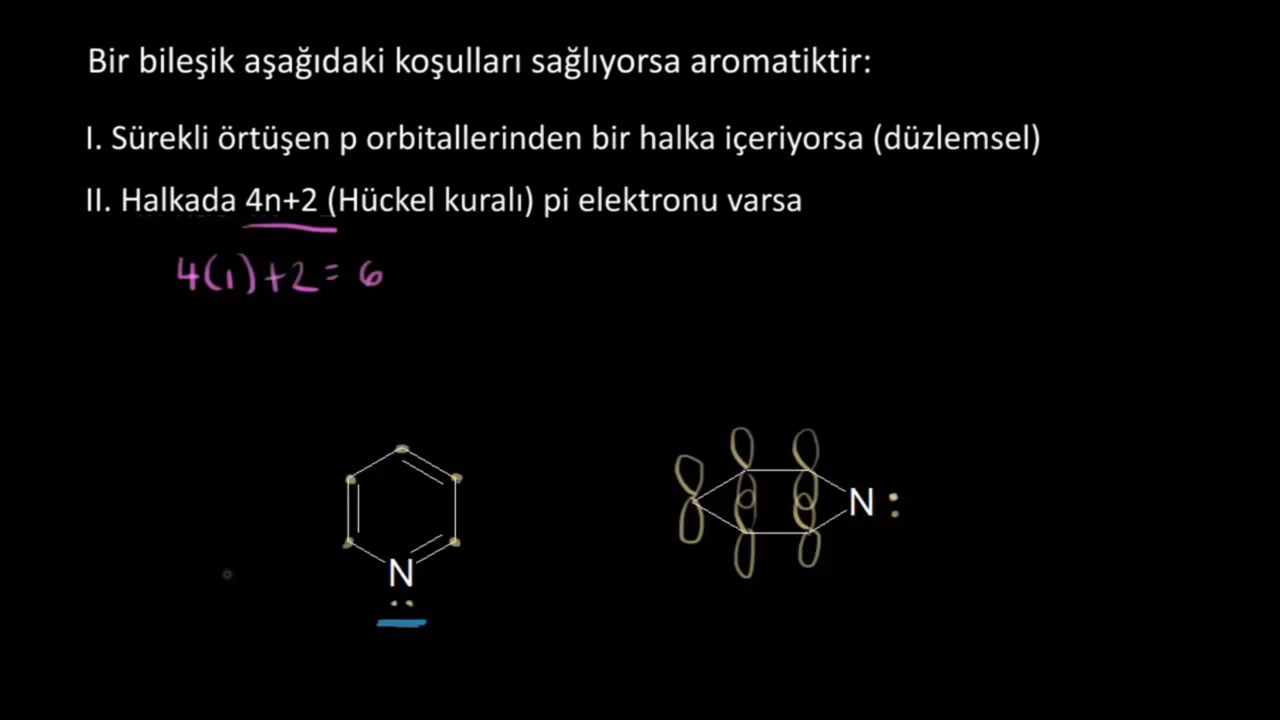 Bir bileşik aşağıdaki koşulları sağlıyorsa aromatiktir:
I. Sürekli örtüşen p orbitallerinden bir halka içeriyorsa (düzlemsel)
II. Halkada 4n+2 (Hückel kuralı) pi elektronu varsa
4(1)+2=6
N:
N